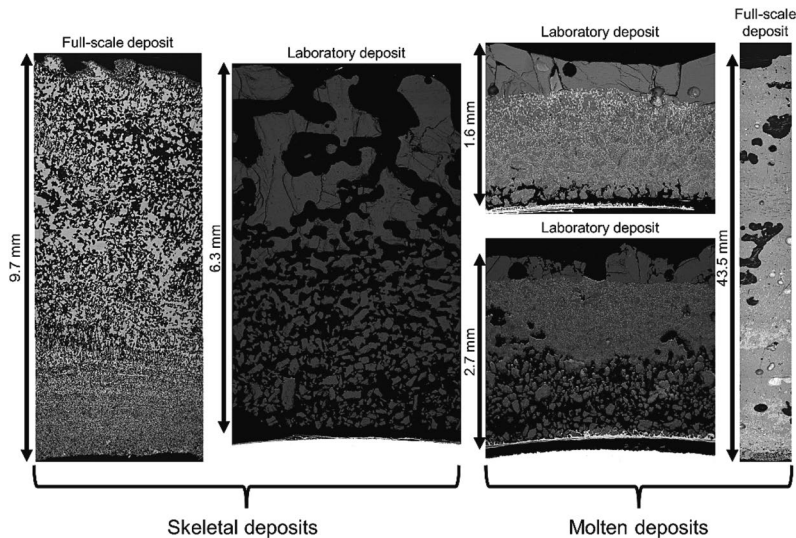 Full-scale deposit
9.7 mm
Laboratory deposit
6.3 mm
Laboratory deposit
1.6 mm
Laboratory deposit
2.7 mm
Full-scale
deposit
43.5 mm
Skeletal deposits
Molten deposits